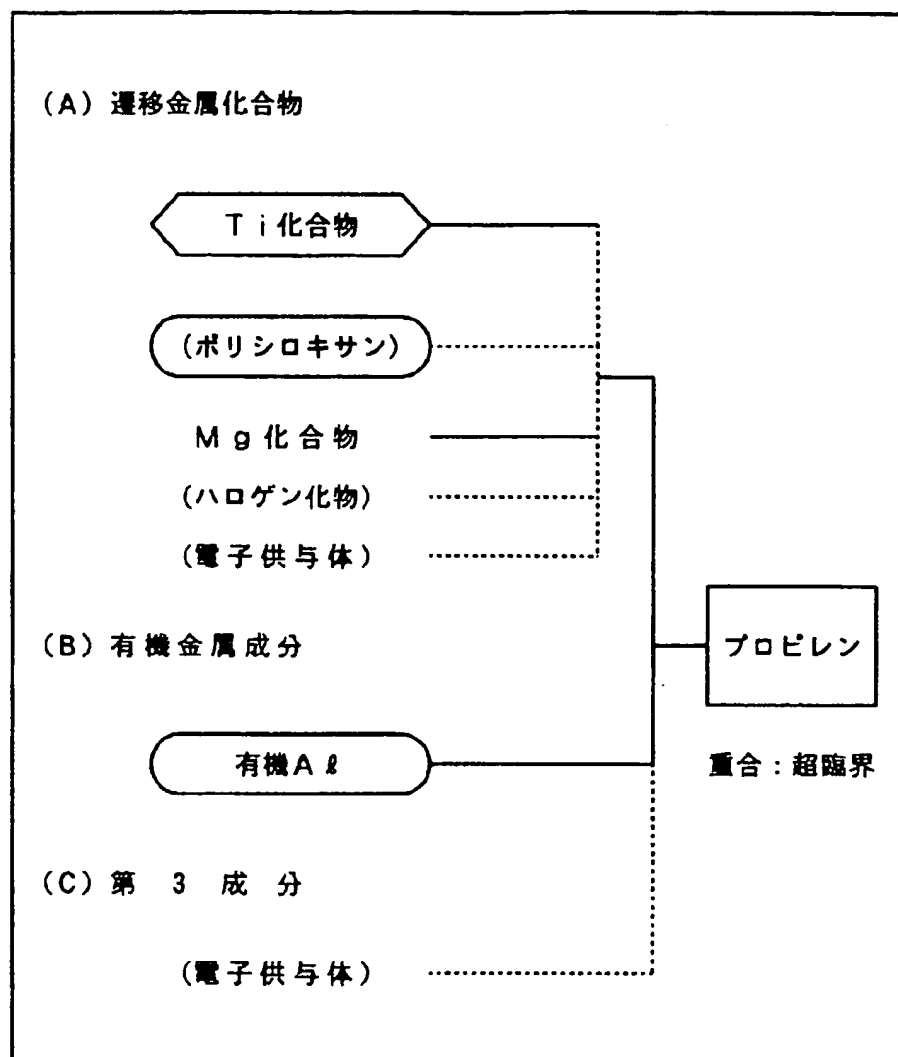 (A) 遷移金属化合物
Ti化合物
(ポリシロキサン)
Mg化合物
(ハロゲン化物)
(電子供与体)
(B) 有機金属成分
プロピレン
有機Aℓ
重合：超臨界
(C) 第 3 成 分
(電子供与体)